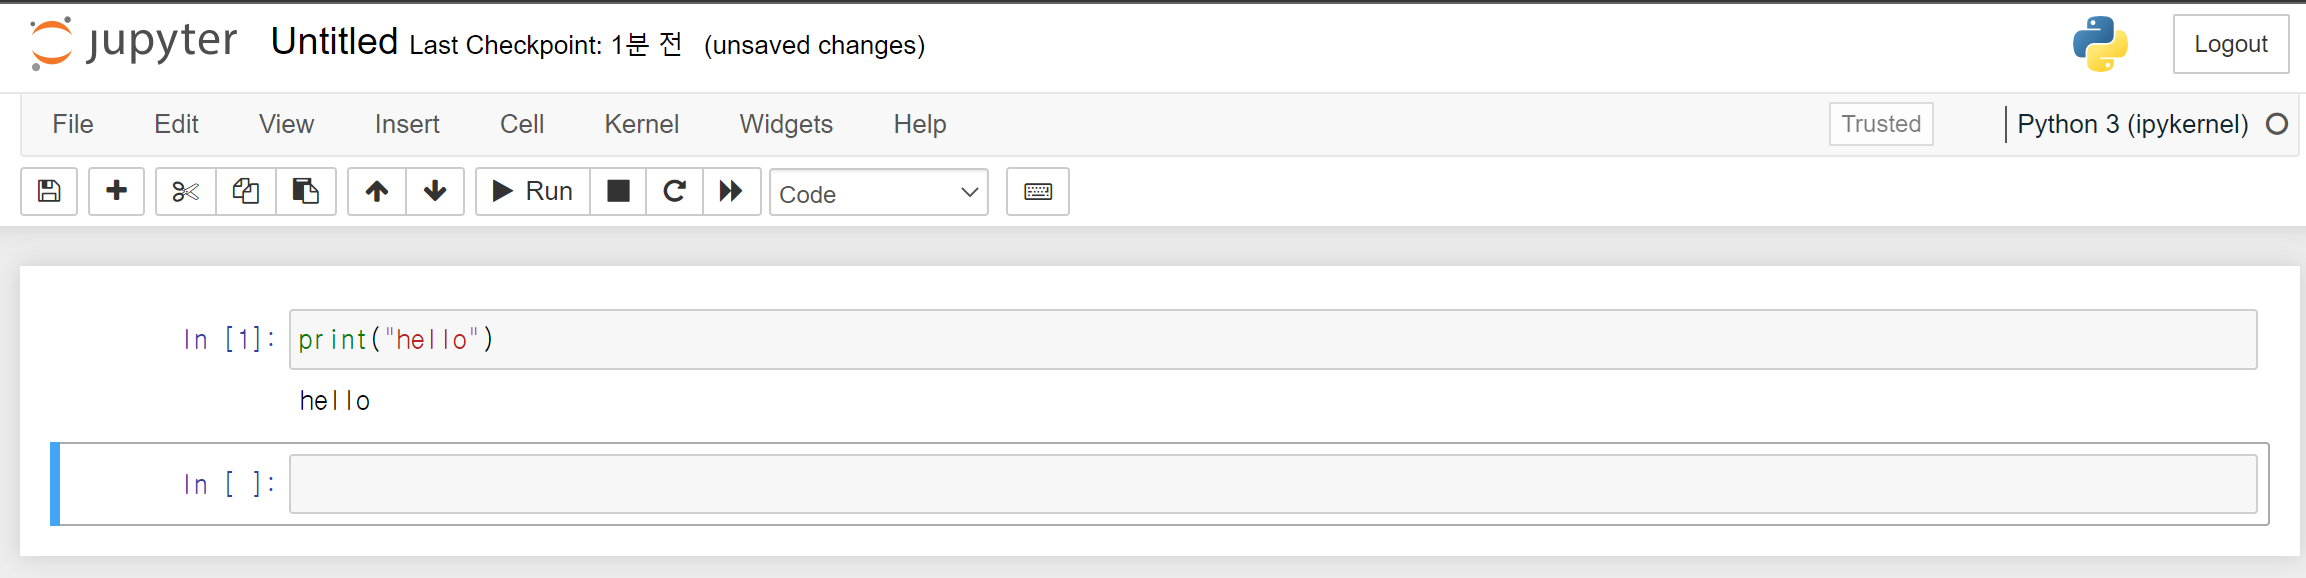 jupyter Untitled Last Checkpoint: 1분 전 (unsaved changes) Logout
File Edit View Insert Cell Kernel Widgets Help Trusted Python 3 (ipykernel)
Run Code
In [1]: print("hello")
hello
In [ ]: